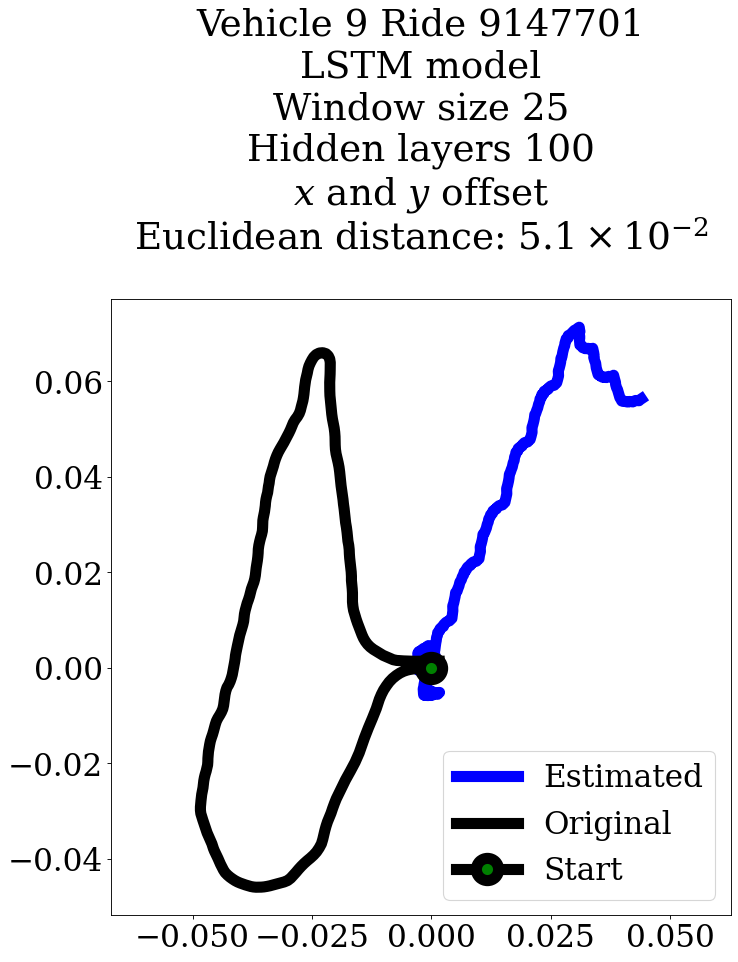 Vehicle 9 Ride 9147701
LSTM model
Window size 25
Hidden layers 100
x and y offset
Euclidean distance: 5.1 × 10⁻²
0.06
0.04
0.02
0.00
−0.02
−0.04
Estimated
Original
Start
−0.050 −0.025 0.000 0.025 0.050